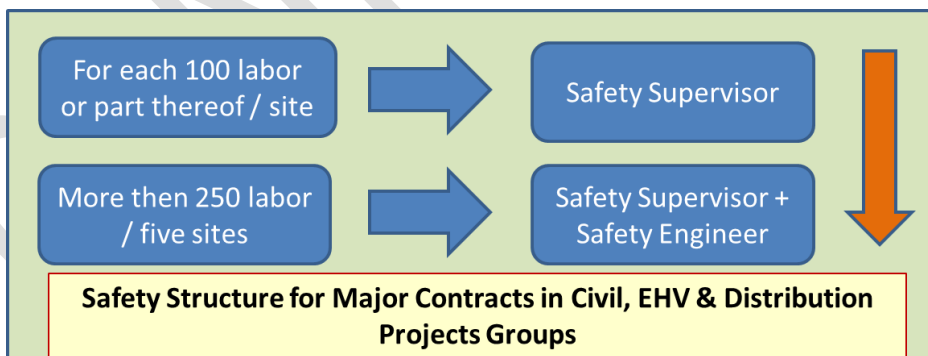 For each 100 labor
or part thereof / site
Safety Supervisor
More then 250 labor
/ five sites
Safety Supervisor +
Safety Engineer
Safety Structure for Major Contracts in Civil, EHV & Distribution
Projects Groups